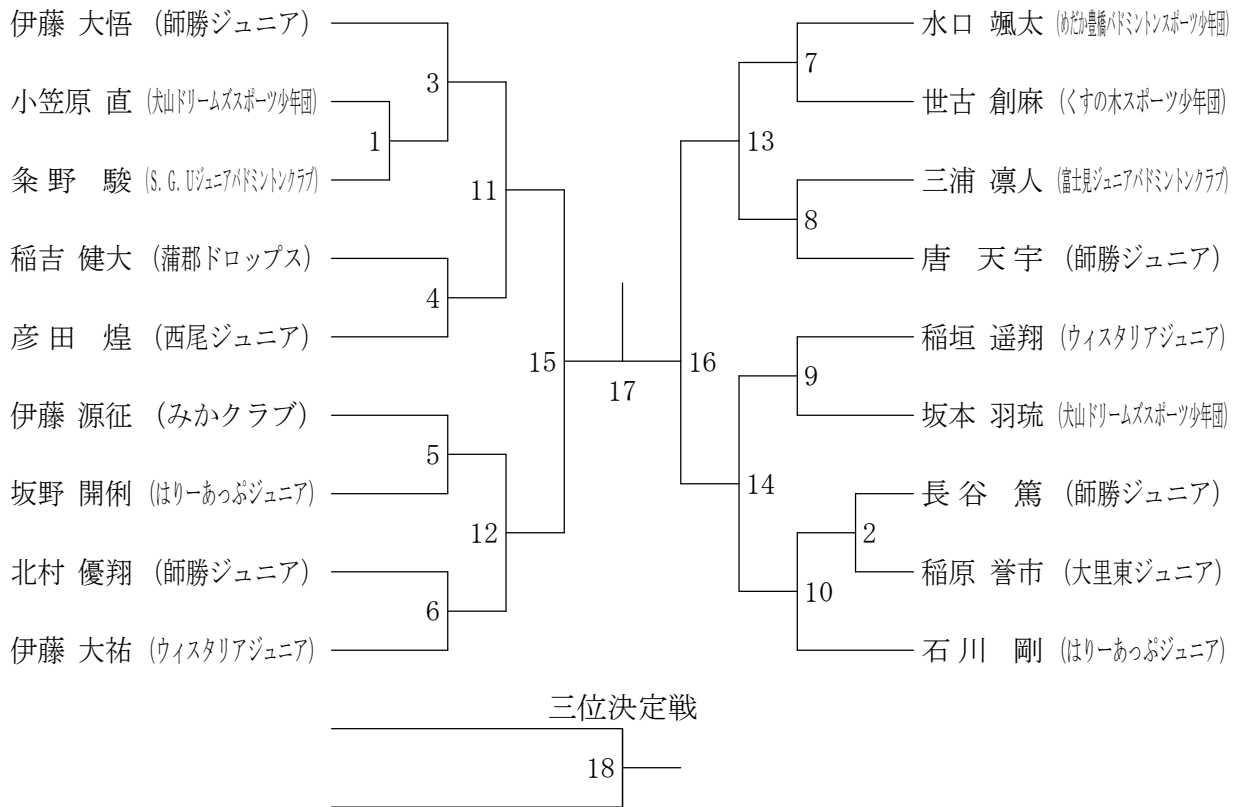 伊藤 大悟 (師勝ジュニア)
3
小笠原 直 (犬山ドリームズスポーツ少年団)
1
粂野 駿 (S.G.Uジュニアバドミントンクラブ)
11
稲吉 健大 (蒲郡ドロップス)
4
彦田 煌 (西尾ジュニア)
15
伊藤 源征 (みかクラブ)
5
坂野 開俐 (はりーあっぷジュニア)
12
北村 優翔 (師勝ジュニア)
6
伊藤 大祐 (ウィスタリアジュニア)
17
水口 颯太 (めだか豊橋バドミントンスポーツ少年団)
7
世古 創麻 (くすの木スポーツ少年団)
13
三浦 凛人 (富士見ジュニアバドミントンクラブ)
8
唐 天宇 (師勝ジュニア)
16
稲垣 遥翔 (ウィスタリアジュニア)
9
坂本 羽琉 (犬山ドリームズスポーツ少年団)
14
長谷 篤 (師勝ジュニア)
2
稲原 誉市 (大里東ジュニア)
10
石川 剛 (はりーあっぷジュニア)
三位決定戦
18